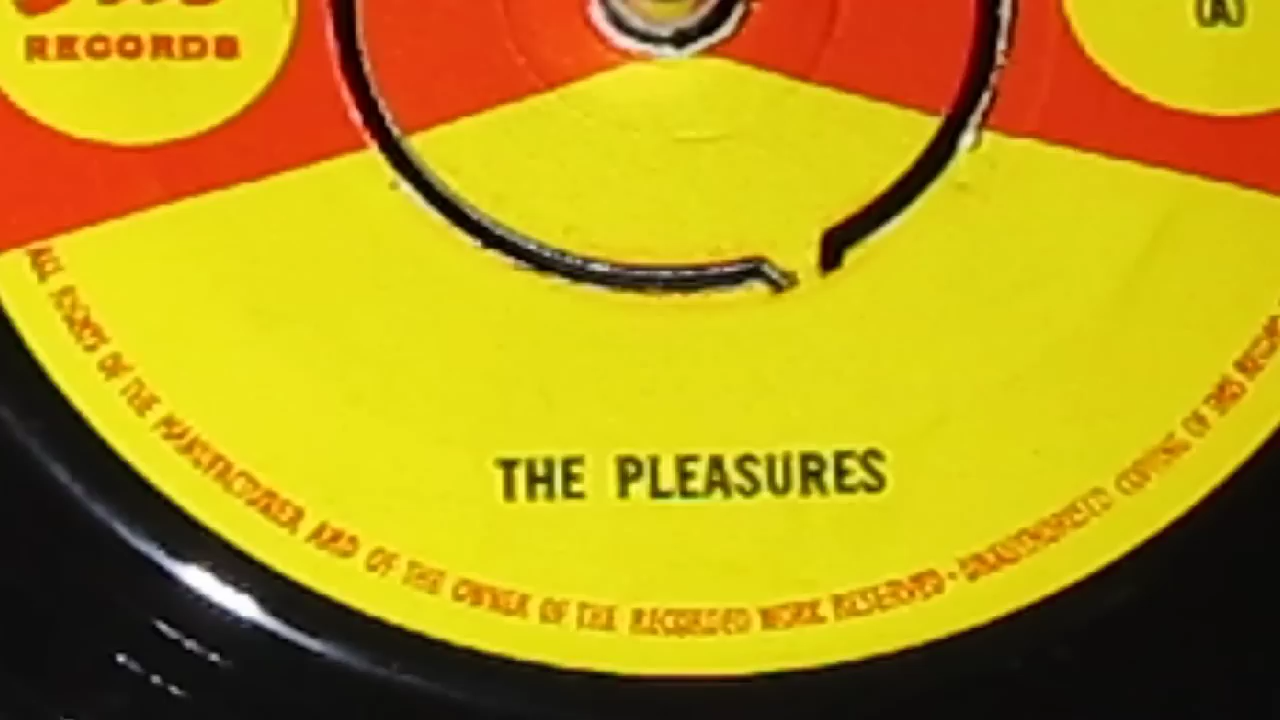 RECORDS
(A)
THE PLEASURES
ALL RIGHTS OF THE MANUFACTURER AND OF THE OWNER OF THE RECORDED WORK RESERVED · UNAUTHORISED COPYING OF THIS RECORD